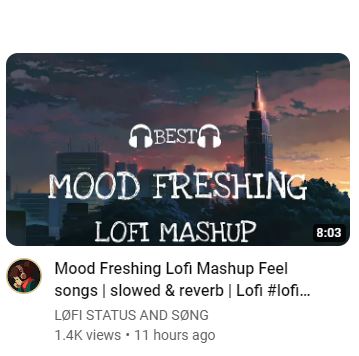 BEST
MOOD FRESHING
LOFI MASHUP
8:03
Mood Freshing Lofi Mashup Feel
songs | slowed & reverb | Lofi #lofi...
LØFI STATUS AND SØNG
1.4K views • 11 hours ago